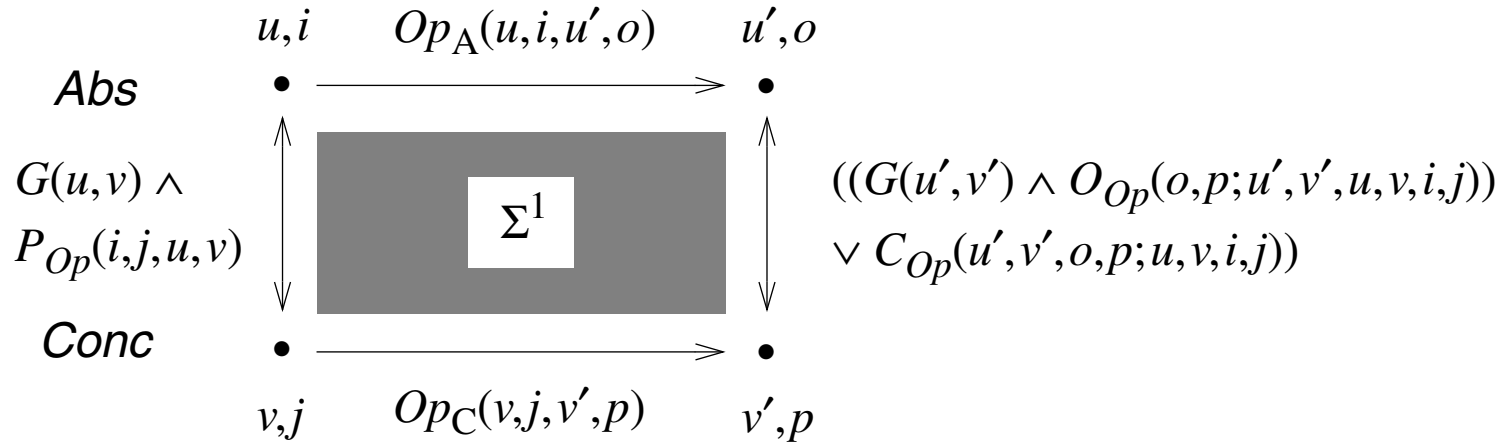 u,i Op_A(u,i,u′,o) u′,o
Abs
G(u,v) ∧
P_Op(i,j,u,v)
Σ^1
((G(u′,v′) ∧ O_Op(o,p;u′,v′,u,v,i,j))
∨ C_Op(u′,v′,o,p;u,v,i,j))
Conc
v,j Op_C(v,j,v′,p) v′,p